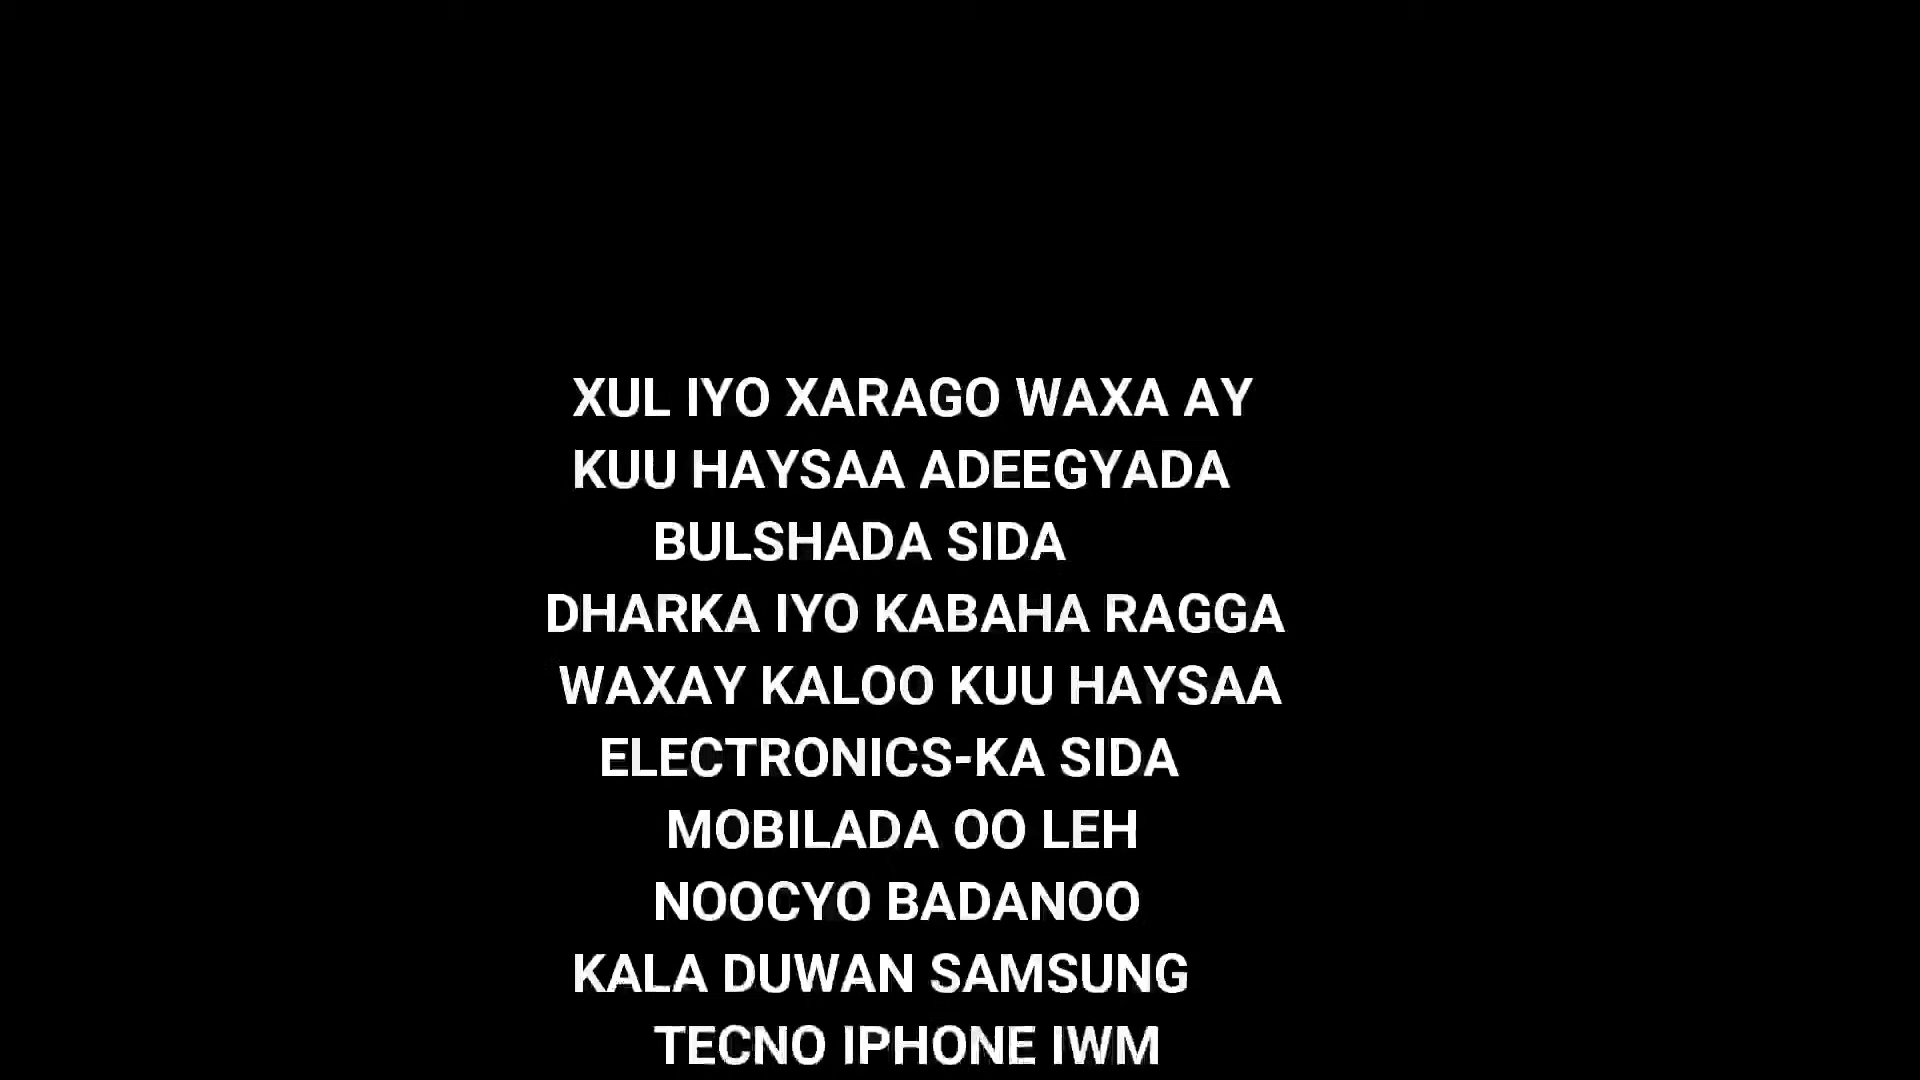 XUL IYO XARAGO WAXA AY
KUU HAYSAA ADEEGYADA
BULSHADA SIDA
DHARKA IYO KABAHA RAGGA
WAXAY KALOO KUU HAYSAA
ELECTRONICS-KA SIDA
MOBILADA OO LEH
NOOCYO BADANOO
KALA DUWAN SAMSUNG
TECNO IPHONE IWM